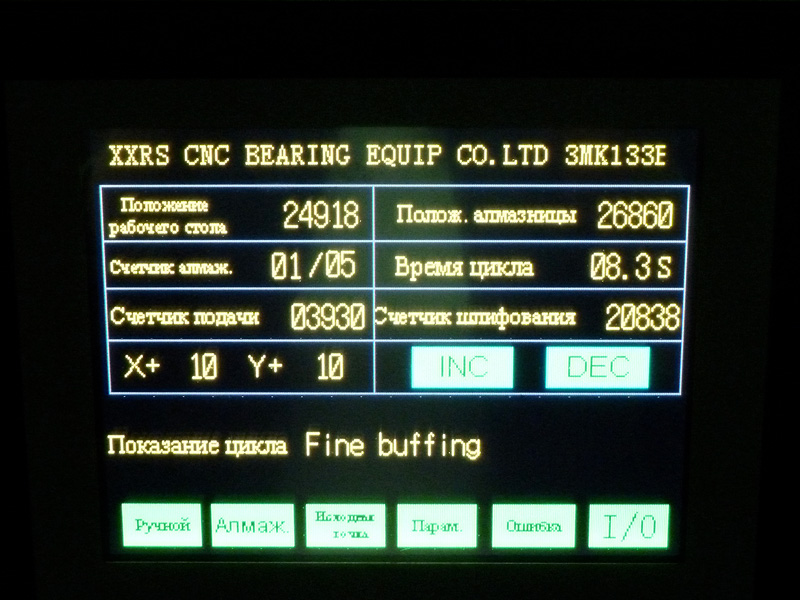 XXRS CNC BEARING EQUIP CO.LTD 3MK133E
Положение
рабочего стола 24918
Полож. алмазницы 26860
Счетчик алмаж. 01/05
Время цикла 08.3S
Счетчик подачи 03930
Счетчик шлифования 20838
X+ 10 Y+ 10
INC DEC
Показание цикла Fine buffing
Ручной
Алмаж.
Исходная
точка
Парам.
Ошибка
I/O